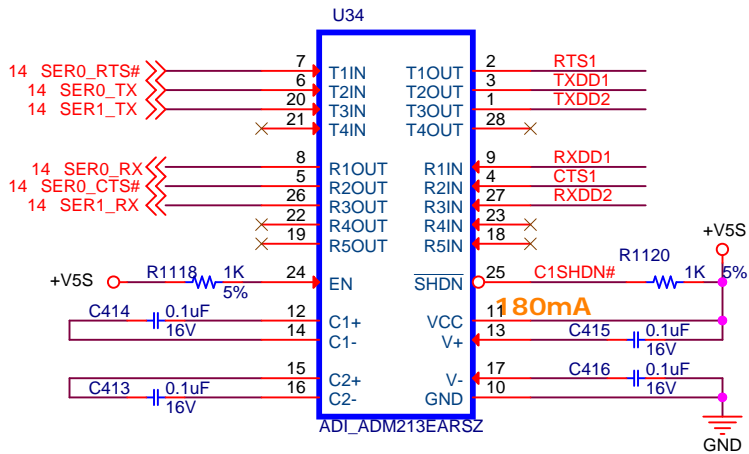 U34
14 SER0_RTS# 7 T1IN T1OUT 2 RTS1
14 SER0_TX 6 T2IN T2OUT 3 TXDD1
14 SER1_TX 20 T3IN T3OUT 1 TXDD2
21 T4IN T4OUT 28
14 SER0_RX 8 R1OUT R1IN 9 RXDD1
14 SER0_CTS# 5 R2OUT R2IN 4 CTS1
14 SER1_RX 26 R3OUT R3IN 27 RXDD2
22 R4OUT R4IN 23
19 R5OUT R5IN 18
+V5S R1118 1K 5% 24 EN SHDN 25 C1SHDN# R1120 1K 5% +V5S
180mA
C414 0.1uF 16V 12 C1+ VCC 11
14 C1- V+ 13 C415 0.1uF 16V
15 C2+ V- 17 C416 0.1uF 16V
C413 0.1uF 16V 16 C2- GND 10
ADI_ADM213EARSZ
GND